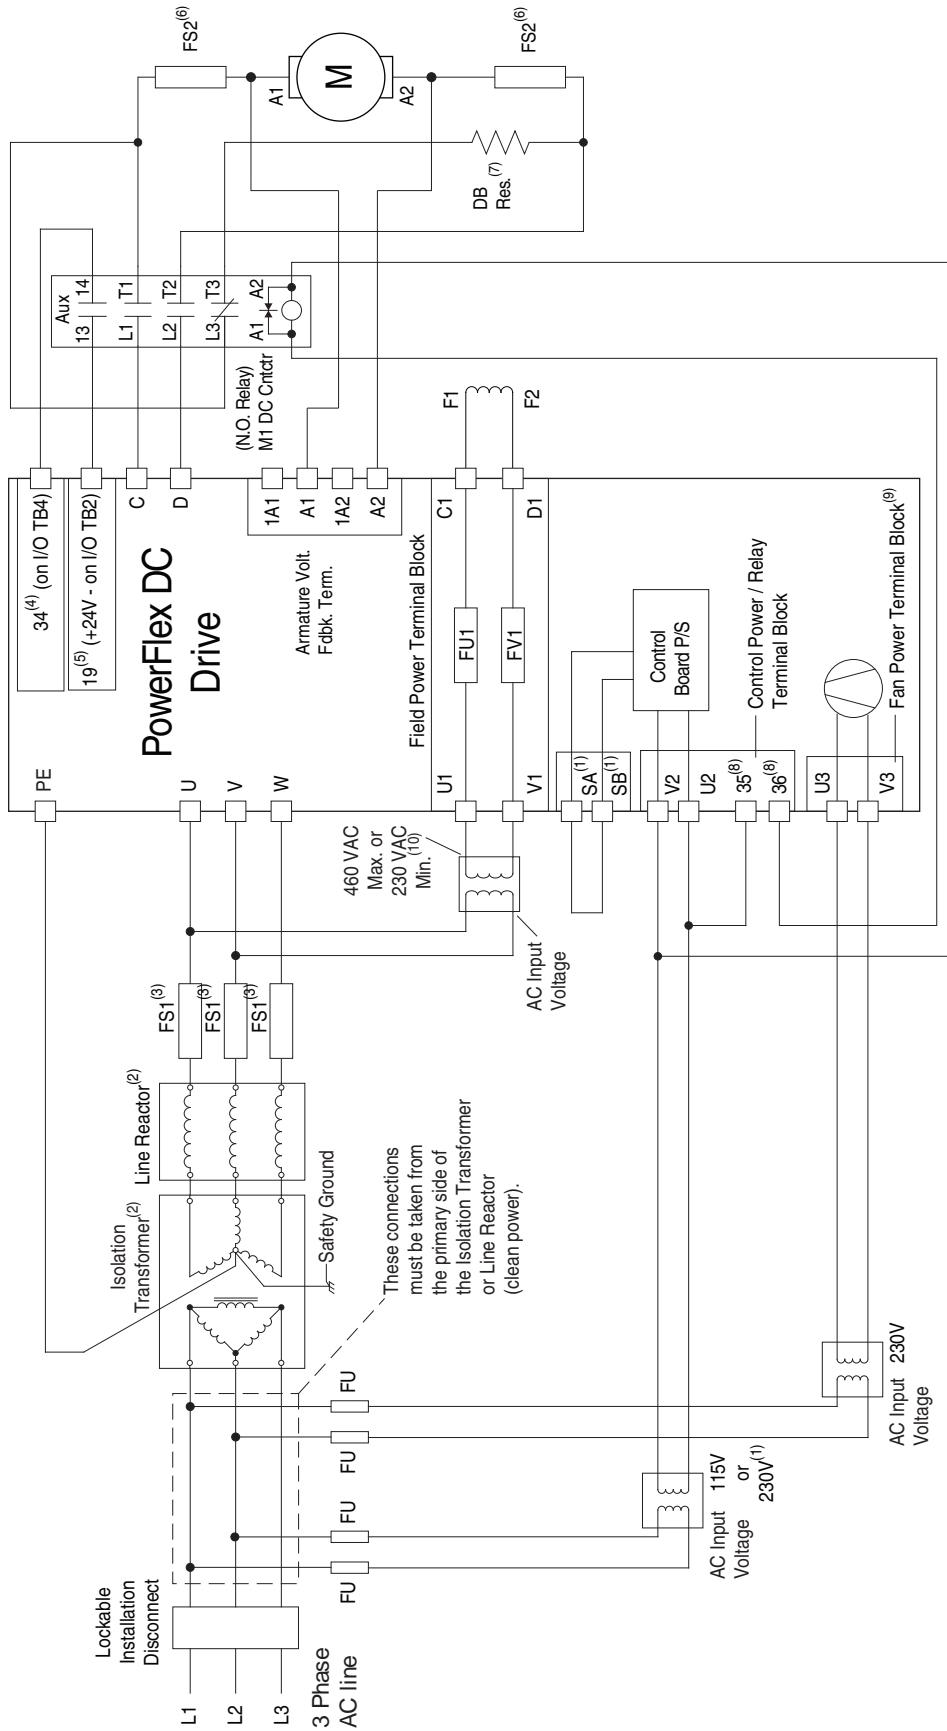 L1
L2
L3
3 Phase
AC line
Lockable
Installation
Disconnect
FU
FU
FU
FU
Isolation
Transformer(2)
Line Reactor(2)
Safety Ground
These connections
must be taken from
the primary side of
the Isolation Transformer
or Line Reactor
(clean power).
FS1(3)
FS1(3)
FS1(3)
AC Input
Voltage
115V
or
230V(1)
AC Input
Voltage
230V
AC Input
Voltage
460 VAC
Max. or
230 VAC
Min.(10)
PE
U
V
W
U1
V1
SA(1)
SB(1)
V2
U2
35(8)
36(8)
U3
V3
PowerFlex DC
Drive
34(4) (on I/O TB4)
19(5) (+24V - on I/O TB2)
C
D
Armature Volt.
Fdbk. Term.
1A1
A1
1A2
A2
Field Power Terminal Block
FU1
FV1
C1
D1
Control
Board P/S
Control Power / Relay
Terminal Block
Fan Power Terminal Block(9)
F1
F2
(N.O. Relay)
M1 DC Cntctr
Aux
13
14
L1
T1
L2
T2
L3
T3
A1
A2
DB
Res.(7)
FS2(6)
A1
M
A2
FS2(6)